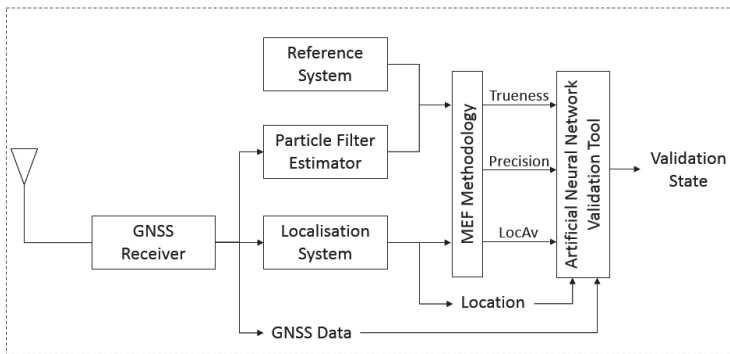 Reference
System
Particle Filter
Estimator
GNSS
Receiver
Localisation
System
GNSS Data
Location
MEF Methodology
Trueness
Precision
LocAv
Artificial Neural Network
Validation Tool
Validation
State